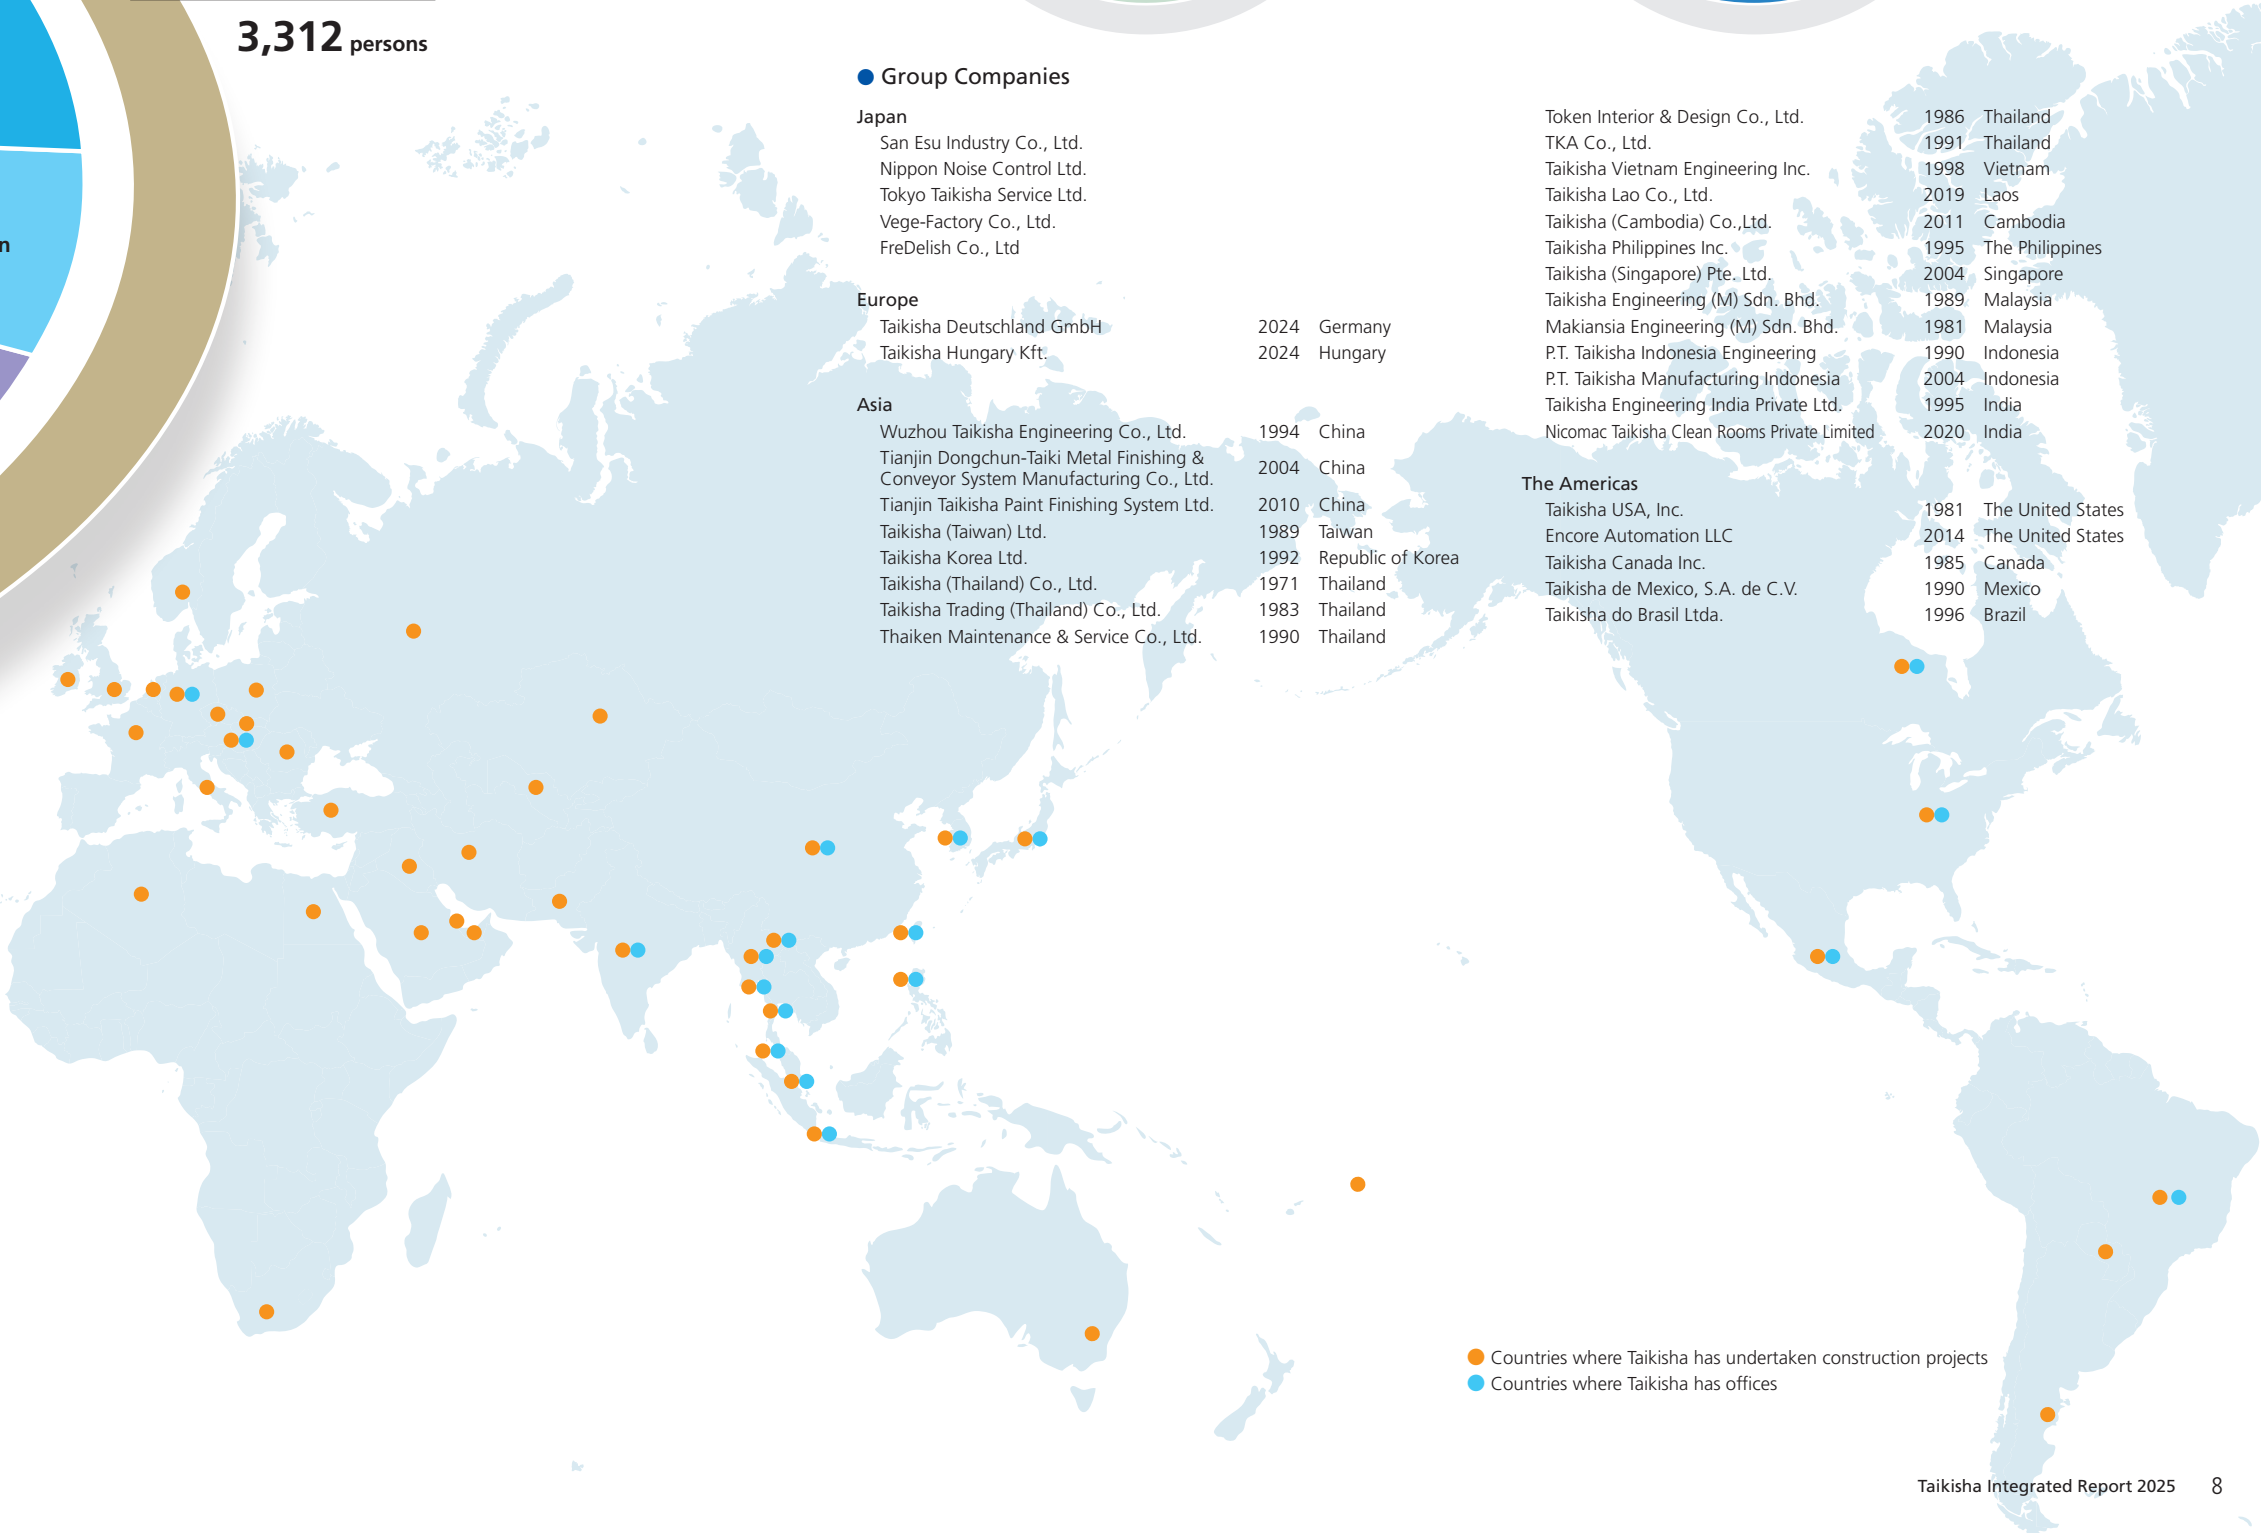 3,312 persons
n
Group Companies
Japan
San Esu Industry Co., Ltd.
Nippon Noise Control Ltd.
Tokyo Taikisha Service Ltd.
Vege-Factory Co., Ltd.
FreDelish Co., Ltd
Europe
Taikisha Deutschland GmbH 2024 Germany
Taikisha Hungary Kft. 2024 Hungary
Asia
Wuzhou Taikisha Engineering Co., Ltd. 1994 China
Tianjin Dongchun-Taiki Metal Finishing &
Conveyor System Manufacturing Co., Ltd. 2004 China
Tianjin Taikisha Paint Finishing System Ltd. 2010 China
Taikisha (Taiwan) Ltd. 1989 Taiwan
Taikisha Korea Ltd. 1992 Republic of Korea
Taikisha (Thailand) Co., Ltd. 1971 Thailand
Taikisha Trading (Thailand) Co., Ltd. 1983 Thailand
Thaiken Maintenance & Service Co., Ltd. 1990 Thailand
Token Interior & Design Co., Ltd. 1986 Thailand
TKA Co., Ltd. 1991 Thailand
Taikisha Vietnam Engineering Inc. 1998 Vietnam
Taikisha Lao Co., Ltd. 2019 Laos
Taikisha (Cambodia) Co.,Ltd. 2011 Cambodia
Taikisha Philippines Inc. 1995 The Philippines
Taikisha (Singapore) Pte. Ltd. 2004 Singapore
Taikisha Engineering (M) Sdn. Bhd. 1989 Malaysia
Makiansia Engineering (M) Sdn. Bhd. 1981 Malaysia
P.T. Taikisha Indonesia Engineering 1990 Indonesia
P.T. Taikisha Manufacturing Indonesia 2004 Indonesia
Taikisha Engineering India Private Ltd. 1995 India
Nicomac Taikisha Clean Rooms Private Limited 2020 India
The Americas
Taikisha USA, Inc. 1981 The United States
Encore Automation LLC 2014 The United States
Taikisha Canada Inc. 1985 Canada
Taikisha de Mexico, S.A. de C.V. 1990 Mexico
Taikisha do Brasil Ltda. 1996 Brazil
Countries where Taikisha has undertaken construction projects
Countries where Taikisha has offices
Taikisha Integrated Report 2025 8